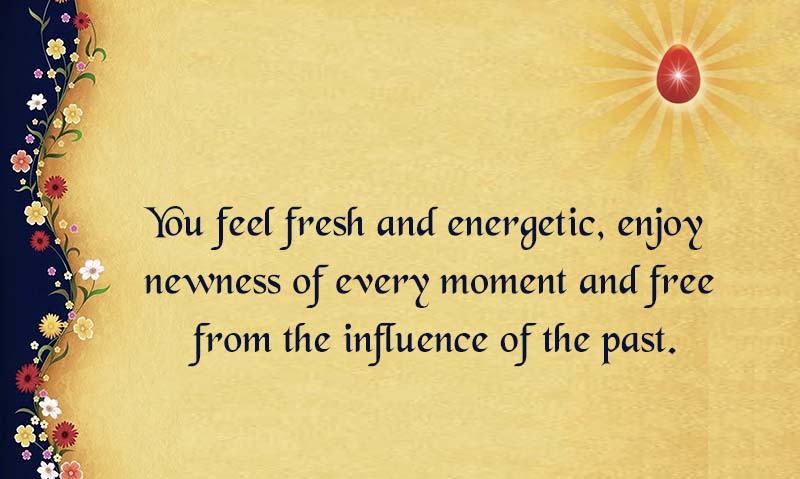 You feel fresh and energetic, enjoy
newness of every moment and free
from the influence of the past.